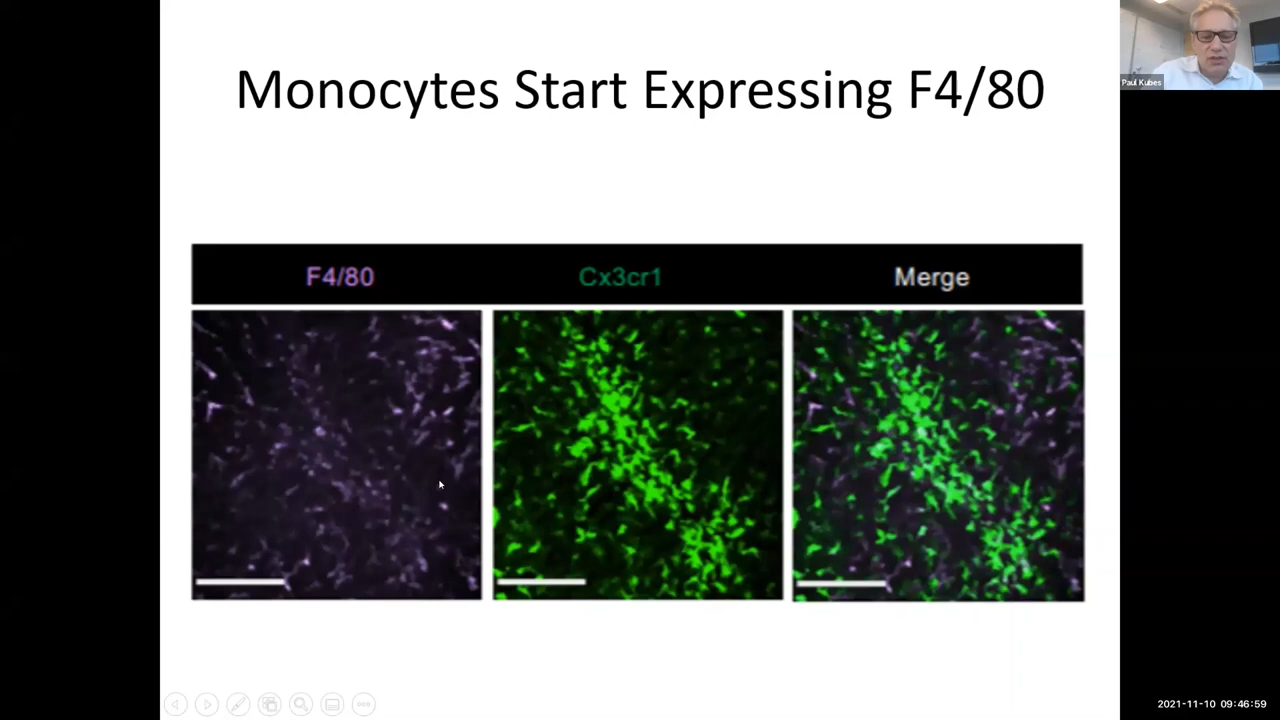 Monocytes Start Expressing F4/80
Paul Kubes
F4/80 Cx3cr1 Merge
2021-11-10 09:46:59